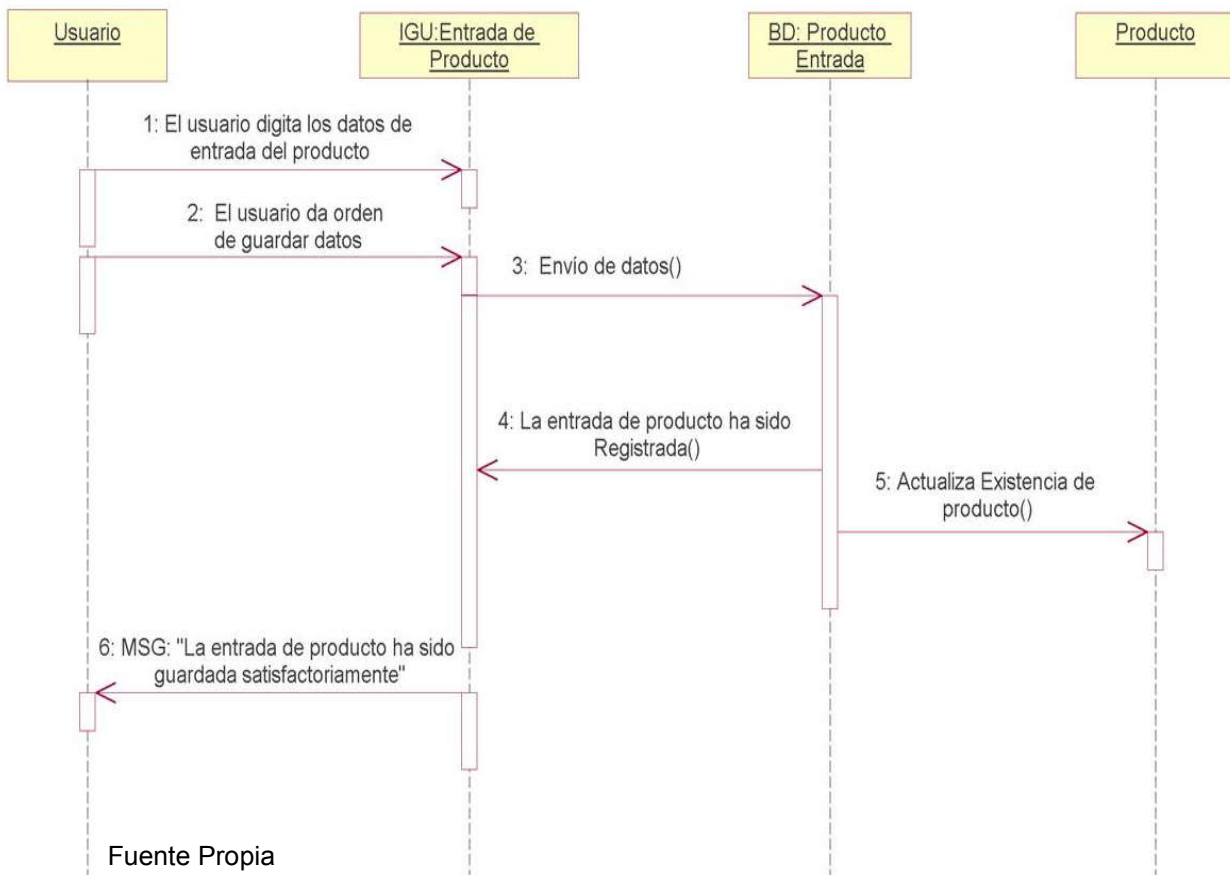 Usuario
IGU:Entrada de
Producto
BD: Producto
Entrada
Producto
1: El usuario digita los datos de
entrada del producto
2:  El usuario da orden
de guardar datos
3:  Envío de datos()
4: La entrada de producto ha sido
Registrada()
5: Actualiza Existencia de
producto()
6: MSG: "La entrada de producto ha sido
guardada satisfactoriamente"
Fuente Propia